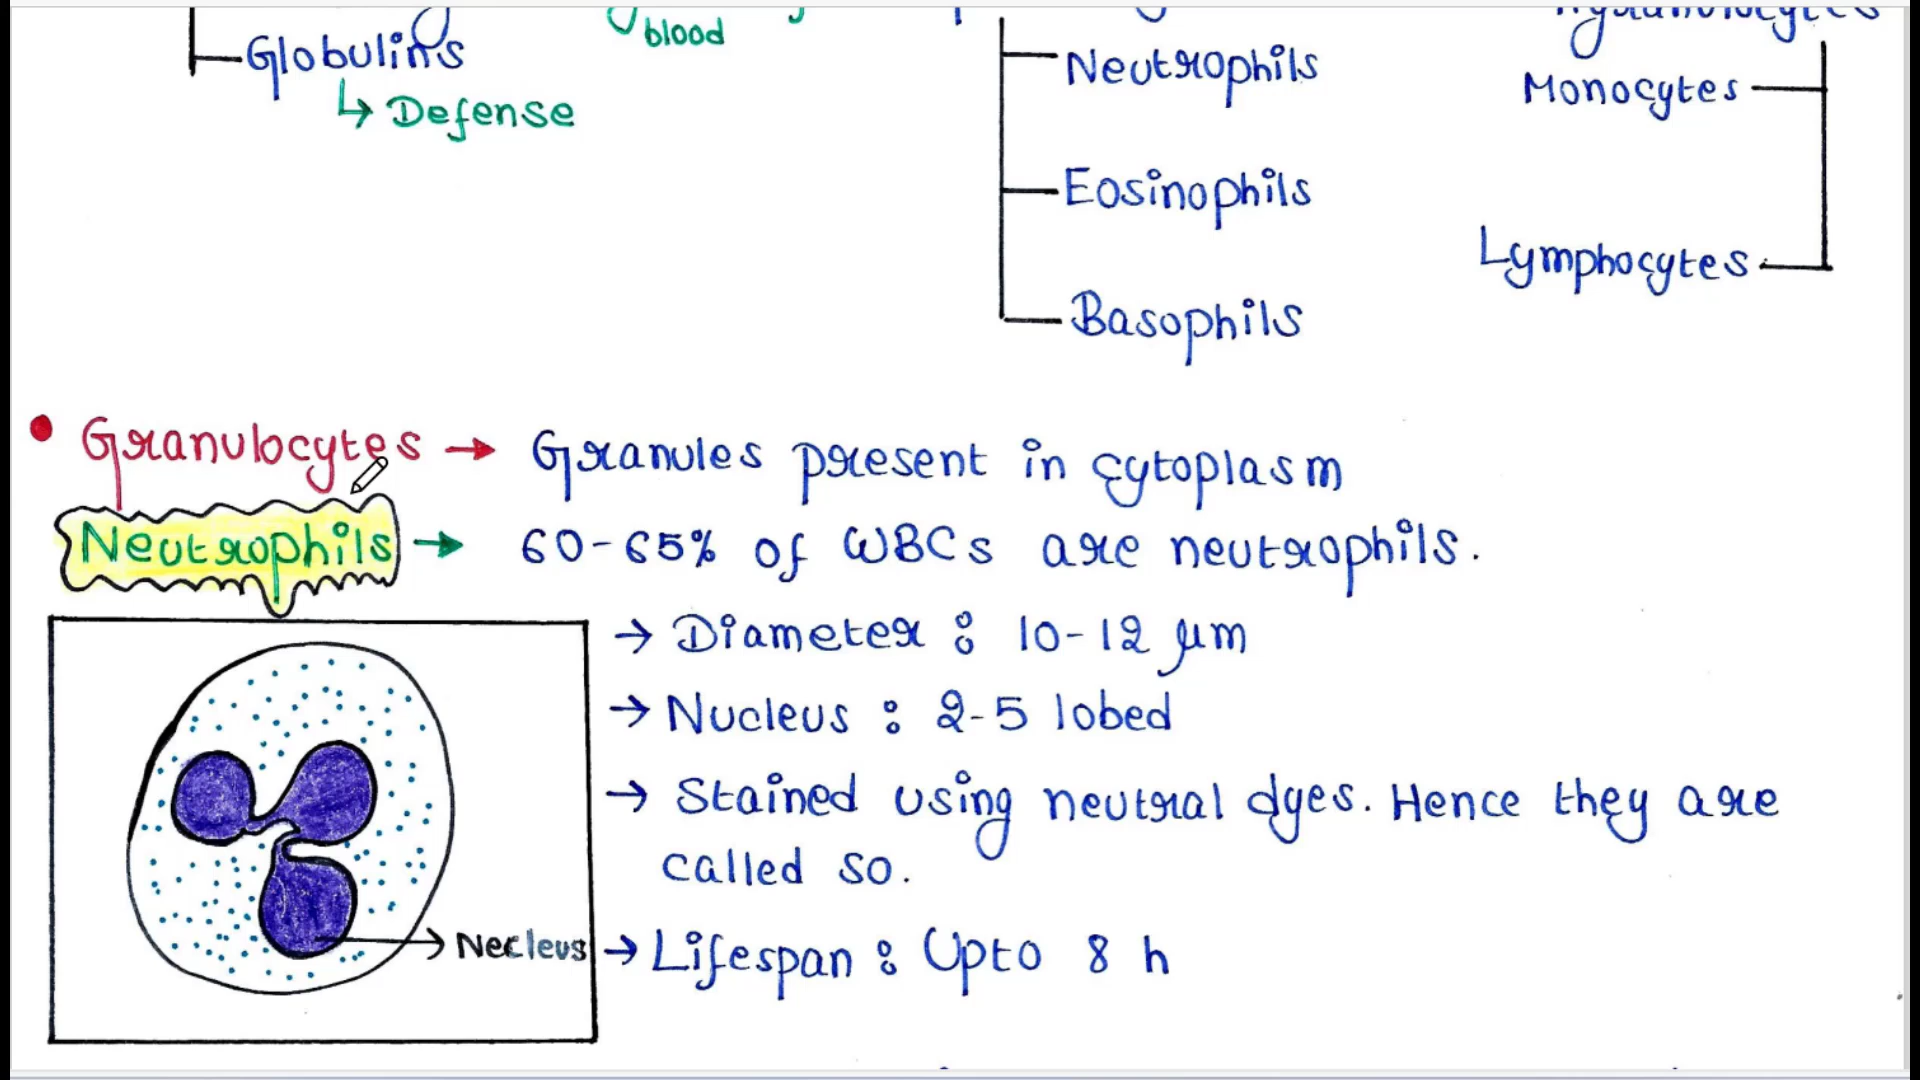 Globulins
↳ Defense
blood
Neutrophils
Eosinophils
Basophils
Agranulocytes
Monocytes
Lymphocytes
• Granulocytes → Granules present in cytoplasm
Neutrophils → 60-65% of WBCs are neutrophils.
→ Diameter : 10-12 µm
→ Nucleus : 2-5 lobed
→ Stained using neutral dyes. Hence they are
called so.
→ Necleus
→ Lifespan : Upto 8 h